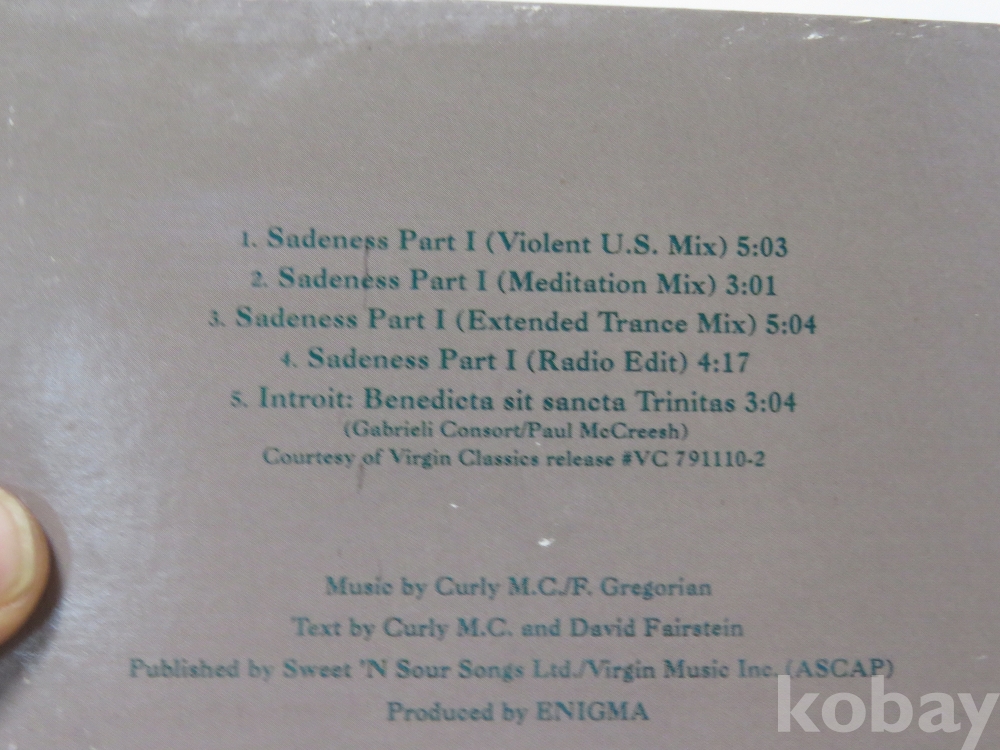 1. Sadeness Part I (Violent U.S. Mix) 5:03
2. Sadeness Part I (Meditation Mix) 3:01
3. Sadeness Part I (Extended Trance Mix) 5:04
4. Sadeness Part I (Radio Edit) 4:17
5. Introit: Benedicta sit sancta Trinitas 3:04
(Gabrieli Consort/Paul McCreesh)
Courtesy of Virgin Classics release #VC 791110-2
Music by Curly M.C./F. Gregorian
Text by Curly M.C. and David Fairstein
Published by Sweet 'N Sour Songs Ltd./Virgin Music Inc. (ASCAP)
Produced by ENIGMA
kobay